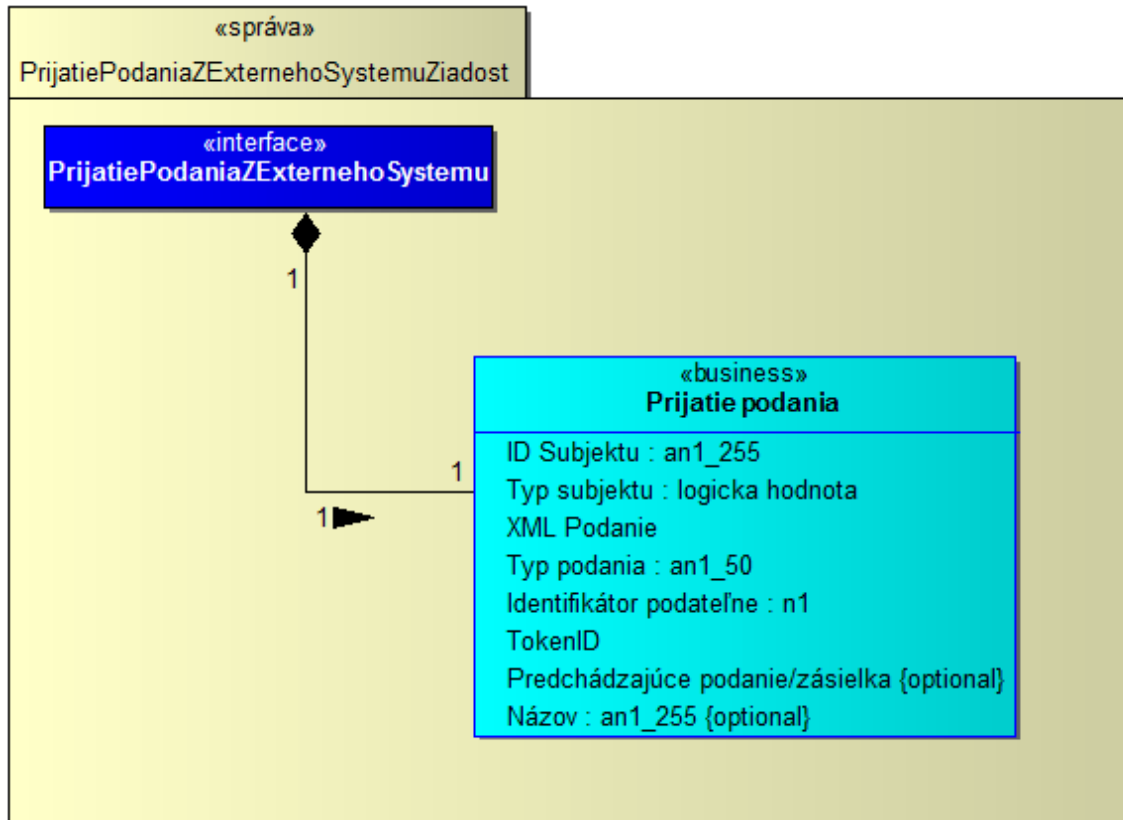 «správa»
PrijatiePodaniaZExternehoSystemuZiadost
«interface»
PrijatiePodaniaZExternehoSystemu
1
1
1
«business»
Prijatie podania
ID Subjektu : an1_255
Typ subjektu : logicka hodnota
XML Podanie
Typ podania : an1_50
Identifikátor podateľne : n1
TokenID
Predchádzajúce podanie/zásielka {optional}
Názov : an1_255 {optional}